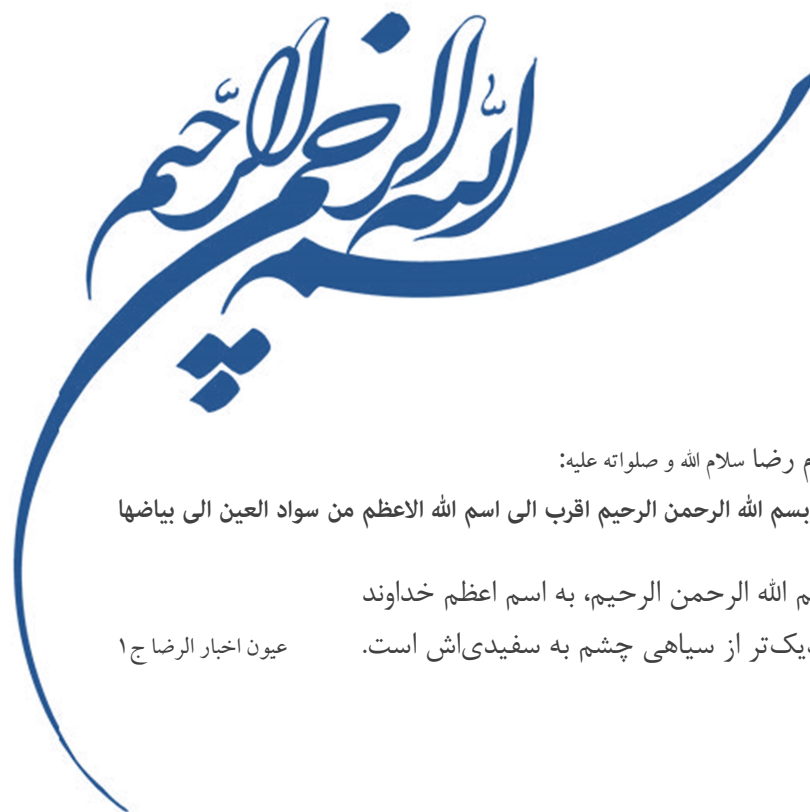 بسم الله الرحمن الرحیم
رضا سلام الله و صلواته علیه:
بسم الله الرحمن الرحیم اقرب الی اسم الله الاعظم من سواد العین الی بیاضها
الله الرحمن الرحیم، به اسم اعظم خداوند
از سیاهی چشم به سفیدی‌اش است. عیون اخبار الرضا ج۱